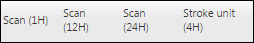 Scan (1H)
Scan
(12H)
Scan
(24H)
Stroke unit
(4H)